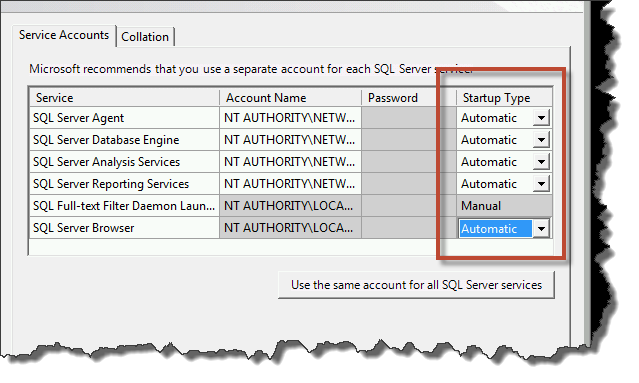 Service Accounts Collation
Microsoft recommends that you use a separate account for each SQL Server service.
Service Account Name Password Startup Type
SQL Server Agent NT AUTHORITY\NETW... Automatic
SQL Server Database Engine NT AUTHORITY\NETW... Automatic
SQL Server Analysis Services NT AUTHORITY\NETW... Automatic
SQL Server Reporting Services NT AUTHORITY\NETW... Automatic
SQL Full-text Filter Daemon Laun... NT AUTHORITY\LOCA... Manual
SQL Server Browser NT AUTHORITY\LOCA... Automatic
Use the same account for all SQL Server services